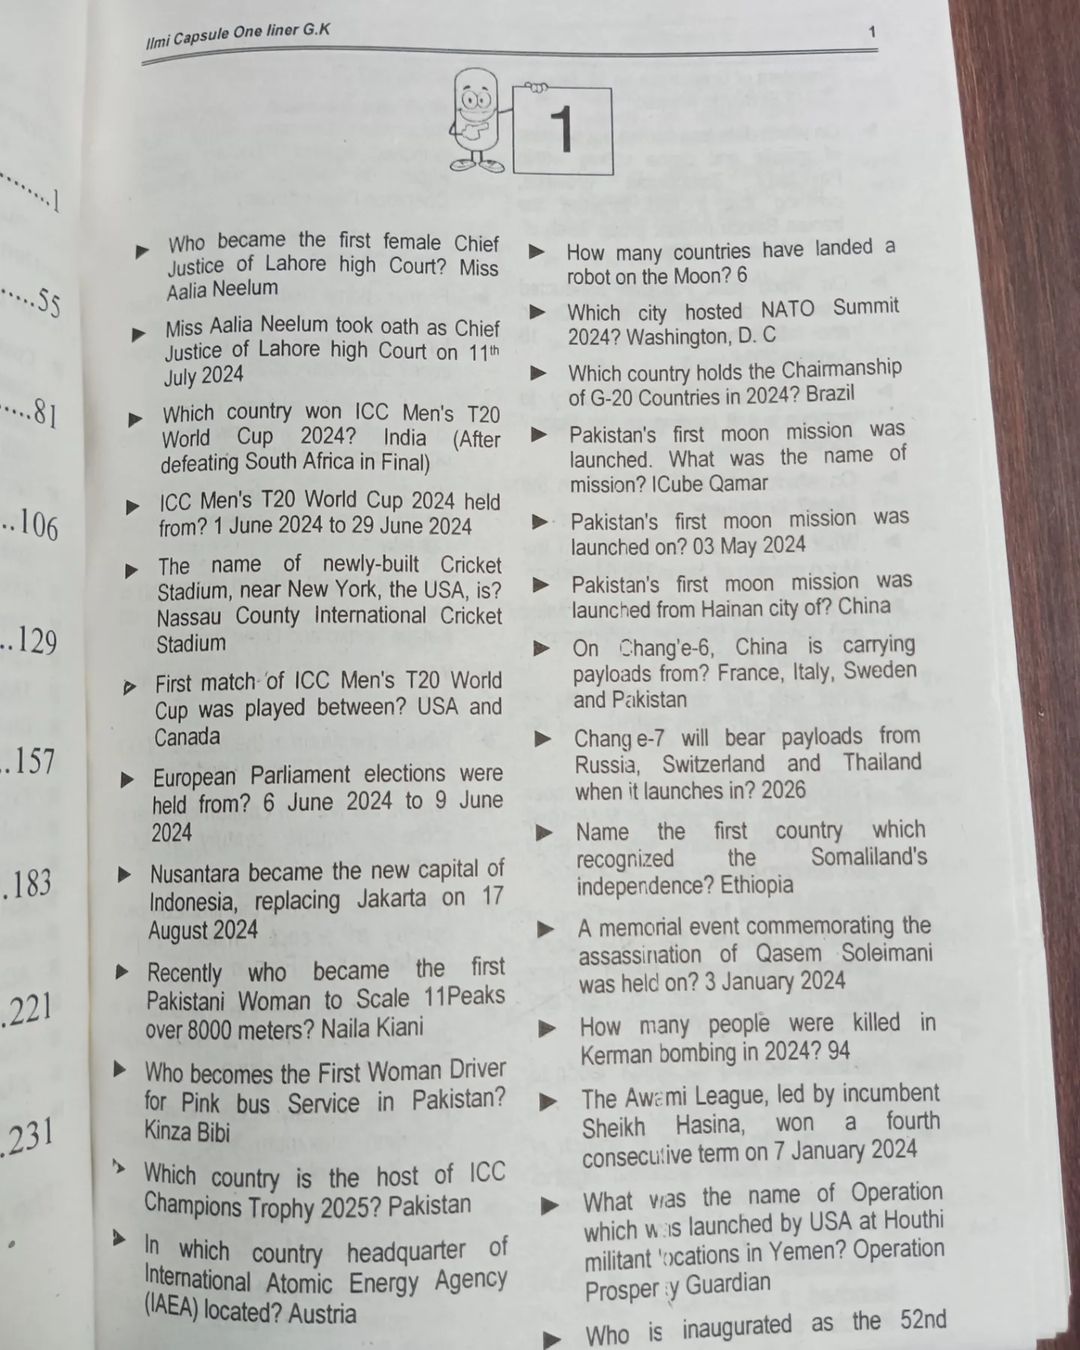 Ilmi Capsule One liner G.K
1
1
.........1
.....55
....81
..106
..129
..157
.183
.221
.231
Who became the first female Chief
Justice of Lahore high Court? Miss
Aalia Neelum
Miss Aalia Neelum took oath as Chief
Justice of Lahore high Court on 11th
July 2024
Which country won ICC Men's T20
World Cup 2024? India (After
defeating South Africa in Final)
ICC Men's T20 World Cup 2024 held
from? 1 June 2024 to 29 June 2024
The name of newly-built Cricket
Stadium, near New York, the USA, is?
Nassau County International Cricket
Stadium
First match of ICC Men's T20 World
Cup was played between? USA and
Canada
European Parliament elections were
held from? 6 June 2024 to 9 June
2024
Nusantara became the new capital of
Indonesia, replacing Jakarta on 17
August 2024
Recently who became the first
Pakistani Woman to Scale 11Peaks
over 8000 meters? Naila Kiani
Who becomes the First Woman Driver
for Pink bus Service in Pakistan?
Kinza Bibi
Which country is the host of ICC
Champions Trophy 2025? Pakistan
In which country headquarter of
International Atomic Energy Agency
(IAEA) located? Austria
How many countries have landed a
robot on the Moon? 6
Which city hosted NATO Summit
2024? Washington, D. C
Which country holds the Chairmanship
of G-20 Countries in 2024? Brazil
Pakistan's first moon mission was
launched. What was the name of
mission? ICube Qamar
Pakistan's first moon mission was
launched on? 03 May 2024
Pakistan's first moon mission was
launched from Hainan city of? China
On Chang'e-6, China is carrying
payloads from? France, Italy, Sweden
and Pakistan
Chang e-7 will bear payloads from
Russia, Switzerland and Thailand
when it launches in? 2026
Name the first country which
recognized the Somaliland's
independence? Ethiopia
A memorial event commemorating the
assassination of Qasem Soleimani
was held on? 3 January 2024
How many people were killed in
Kerman bombing in 2024? 94
The Awami League, led by incumbent
Sheikh Hasina, won a fourth
consecutive term on 7 January 2024
What was the name of Operation
which was launched by USA at Houthi
militant locations in Yemen? Operation
Prosperity Guardian
Who is inaugurated as the 52nd